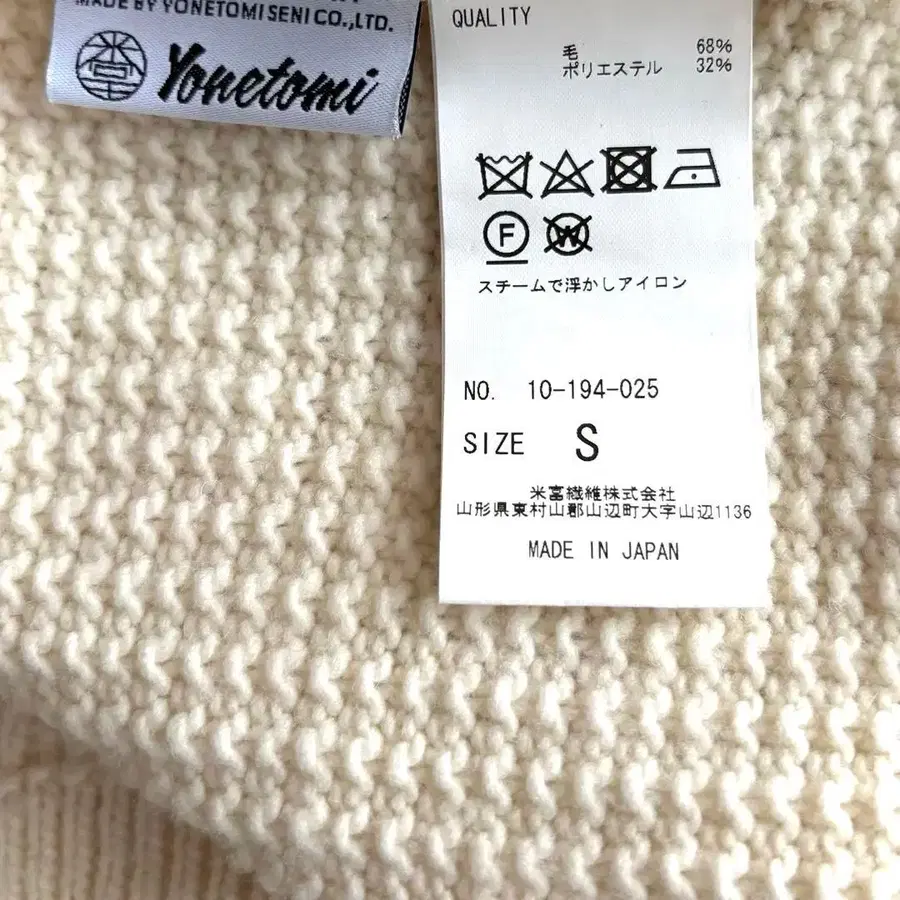 MADE BY YONETOMISENI CO.,LTD.
米富
Yonetomi
QUALITY
毛 68%
ポリエステル 32%
F
W
スチームで浮かしアイロン
NO. 10-194-025
SIZE S
米富繊維株式会社
山形県東村山郡山辺町大字山辺1136
MADE IN JAPAN